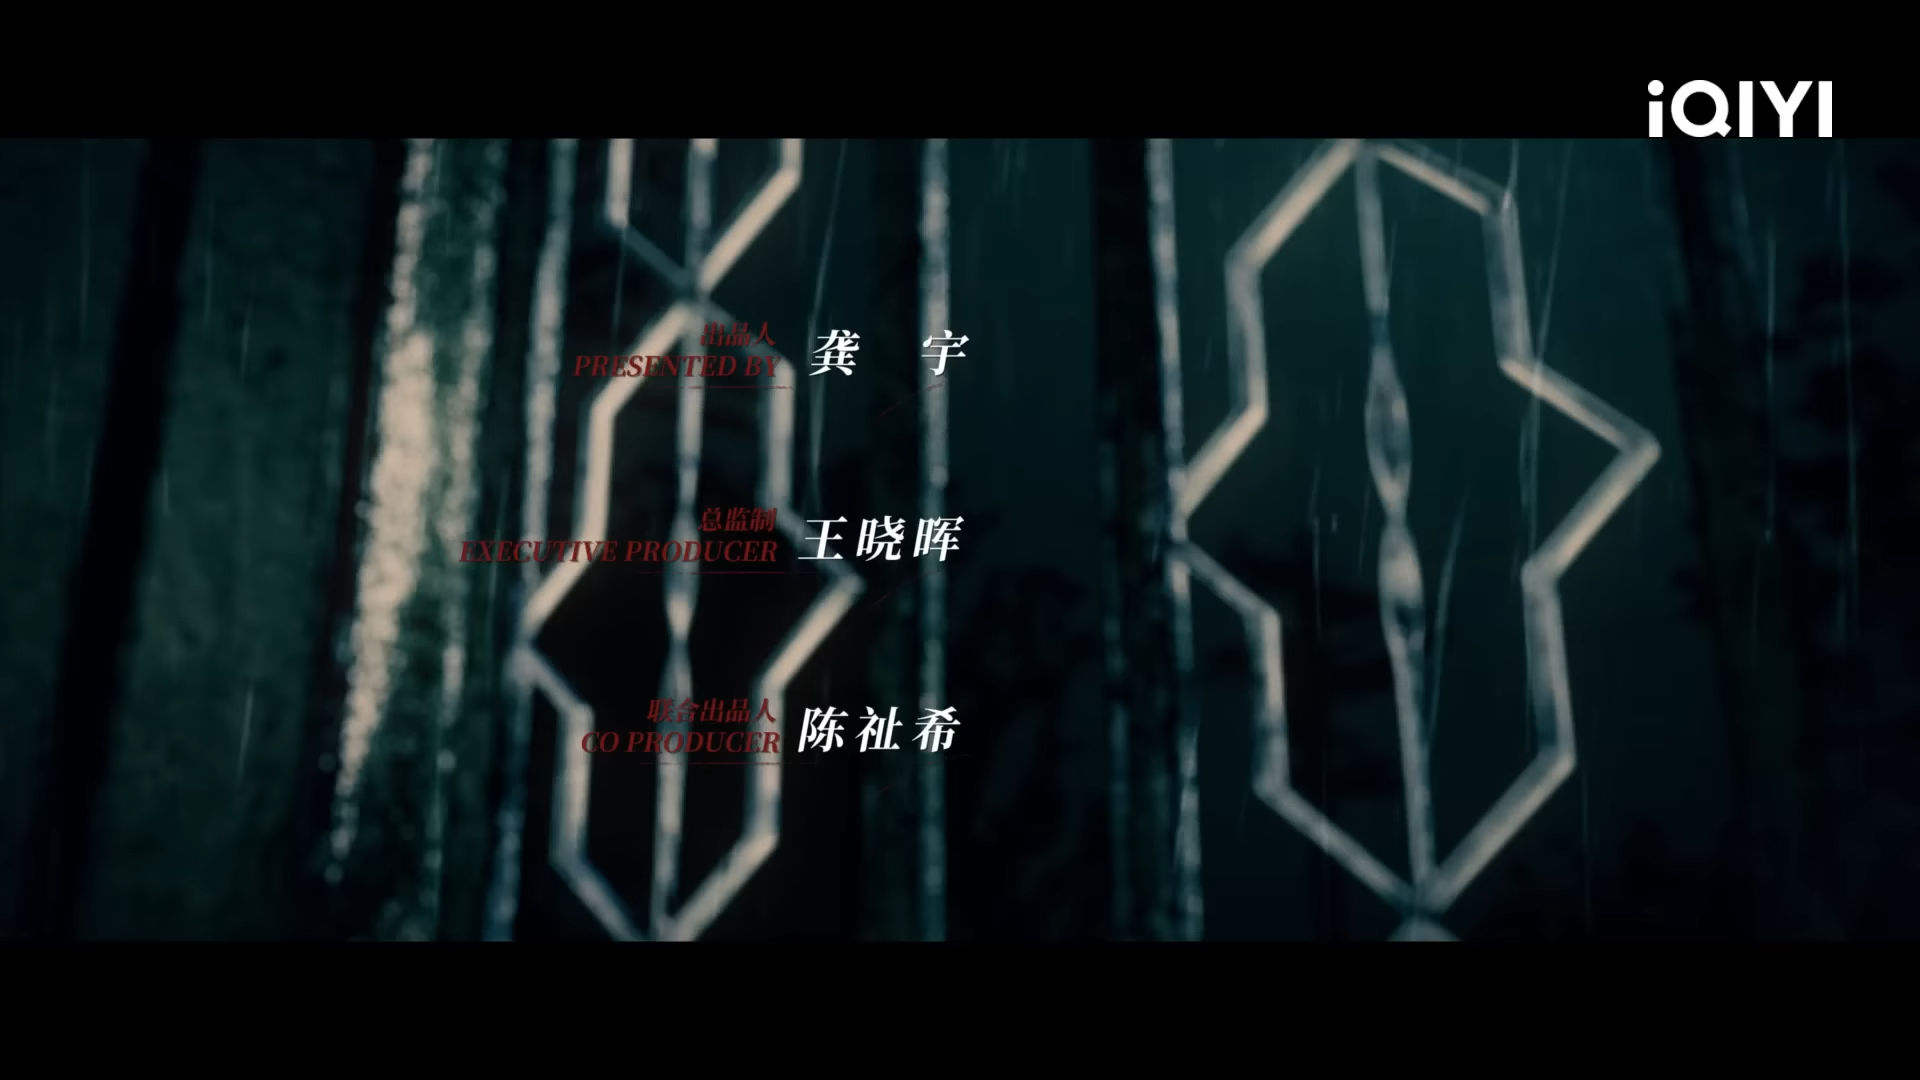 iQIYI
出品人
PRESENTED BY
龚 宇
总监制
EXECUTIVE PRODUCER
王晓晖
联合出品人
CO PRODUCER
陈祉希